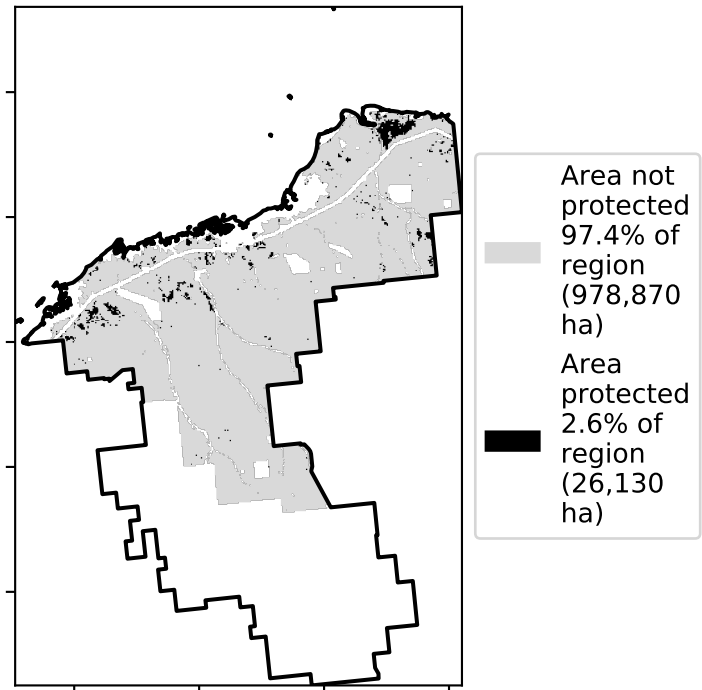 Area not
protected
97.4% of
region
(978,870
ha)
Area
protected
2.6% of
region
(26,130
ha)